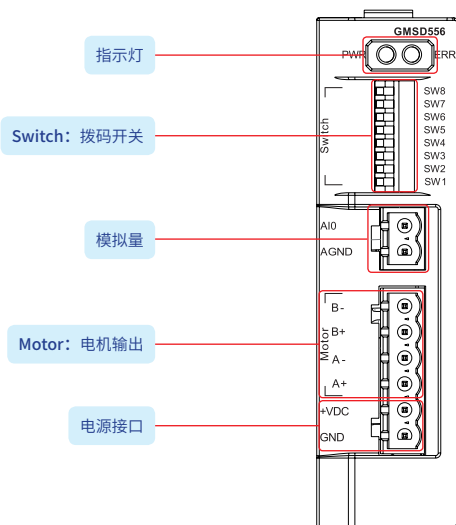 GMSD556
指示灯
PWR
ERR
Switch：拨码开关
Switch
SW8
SW7
SW6
SW5
SW4
SW3
SW2
SW1
模拟量
AI0
AGND
Motor：电机输出
Motor
B-
B+
A-
A+
电源接口
+VDC
GND